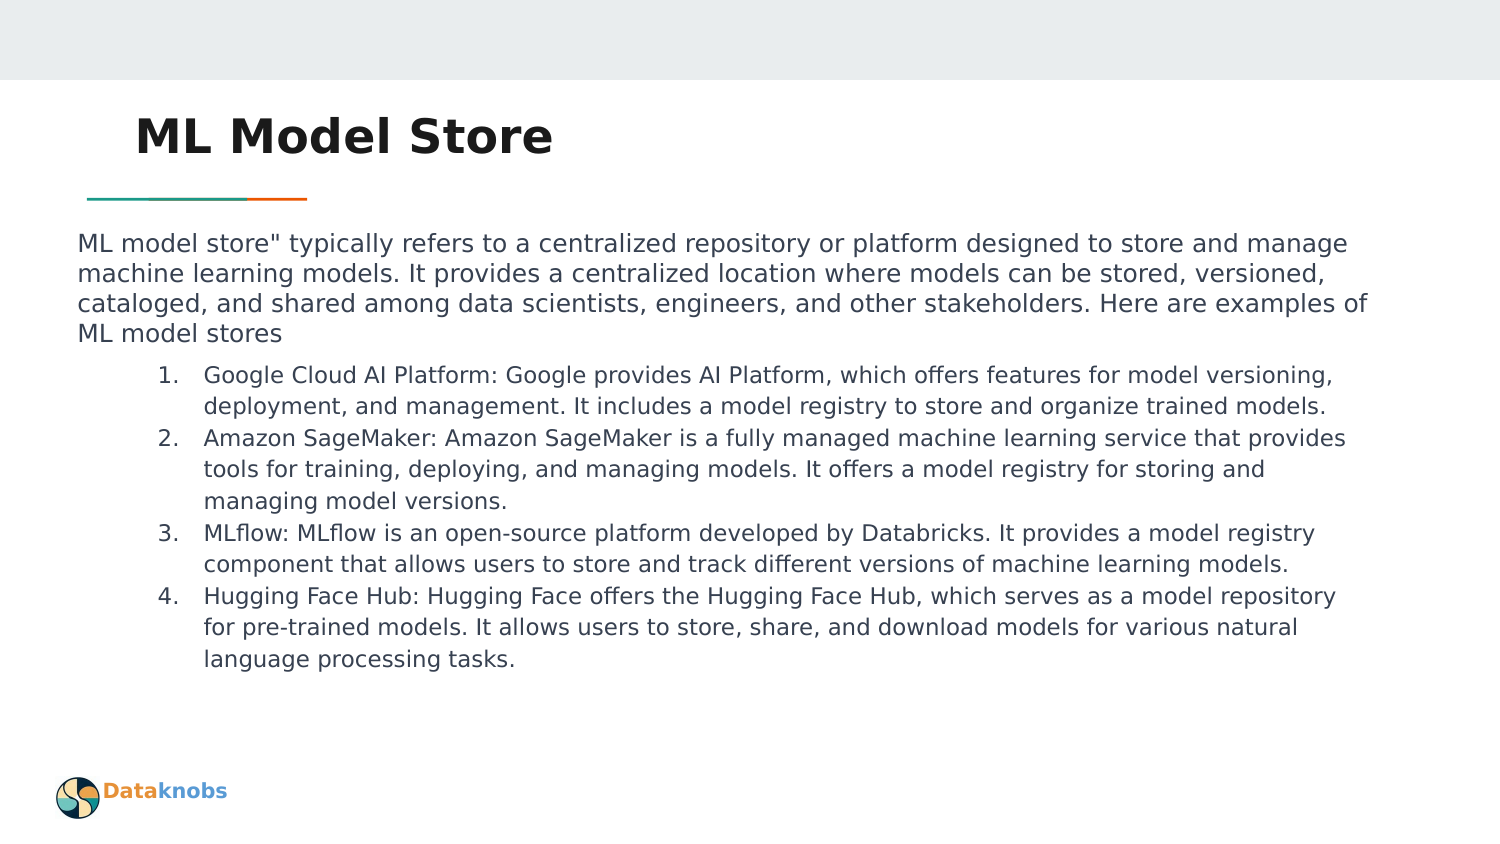 ML Model Store
ML model store" typically refers to a centralized repository or platform designed to store and manage
machine learning models. It provides a centralized location where models can be stored, versioned,
cataloged, and shared among data scientists, engineers, and other stakeholders. Here are examples of
ML model stores
1. Google Cloud AI Platform: Google provides AI Platform, which offers features for model versioning,
deployment, and management. It includes a model registry to store and organize trained models.
2. Amazon SageMaker: Amazon SageMaker is a fully managed machine learning service that provides
tools for training, deploying, and managing models. It offers a model registry for storing and
managing model versions.
3. MLflow: MLflow is an open-source platform developed by Databricks. It provides a model registry
component that allows users to store and track different versions of machine learning models.
4. Hugging Face Hub: Hugging Face offers the Hugging Face Hub, which serves as a model repository
for pre-trained models. It allows users to store, share, and download models for various natural
language processing tasks.
Dataknobs